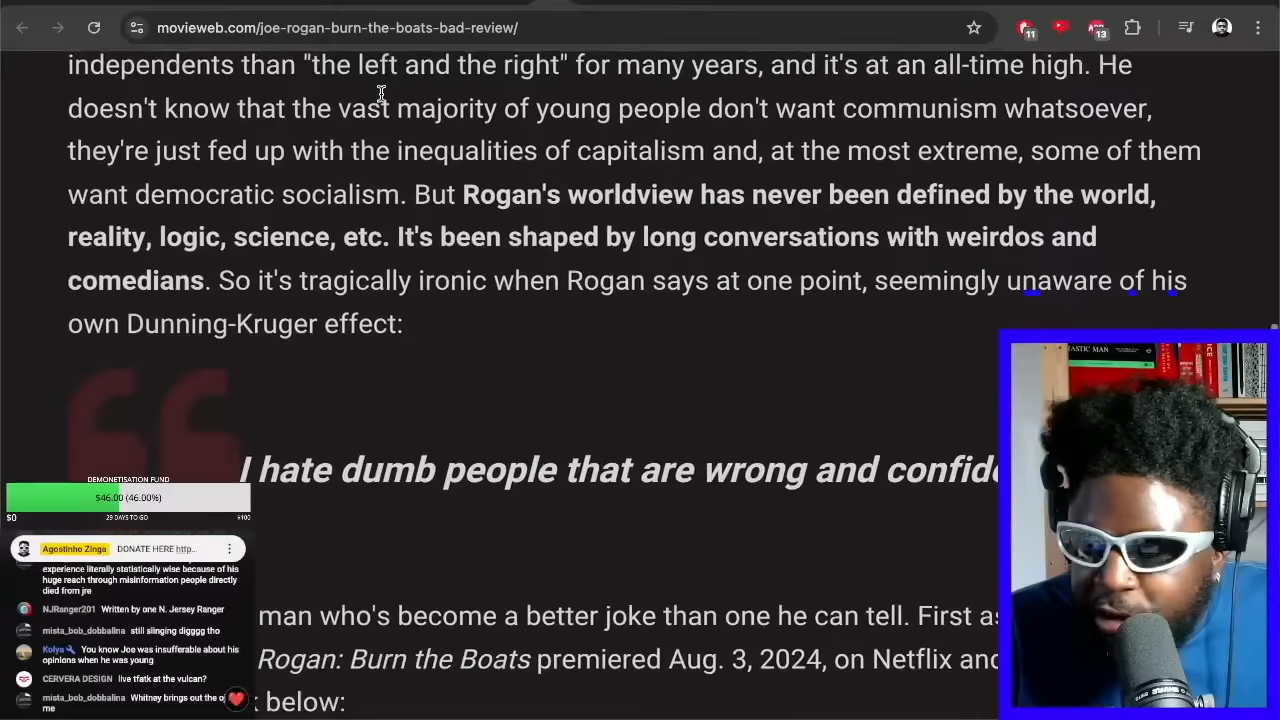 movieweb.com/joe-rogan-burn-the-boats-bad-review/
11
13
independents than "the left and the right" for many years, and it's at an all-time high. He
doesn't know that the vast majority of young people don't want communism whatsoever,
they're just fed up with the inequalities of capitalism and, at the most extreme, some of them
want democratic socialism. But Rogan's worldview has never been defined by the world,
reality, logic, science, etc. It's been shaped by long conversations with weirdos and
comedians. So it's tragically ironic when Rogan says at one point, seemingly unaware of his
own Dunning-Kruger effect:
I hate dumb people that are wrong and confide
man who's become a better joke than one he can tell. First as
Rogan: Burn the Boats premiered Aug. 3, 2024, on Netflix and
k below:
DEMONETISATION FUND
$46.00 (46.00%)
$0 29 DAYS TO GO $100
Agostinho Zinga DONATE HERE http...
experience literally statistically wise because of his
huge reach through misinformation people directly
died from jre
NJRanger201 Written by one N. Jersey Ranger
mista_bob_dobbalina still slinging digggg tho
Kolya You know Joe was insufferable about his
opinions when he was young
CERVERA DESIGN live tfatk at the vulcan?
mista_bob_dobbalina Whitney brings out the
me